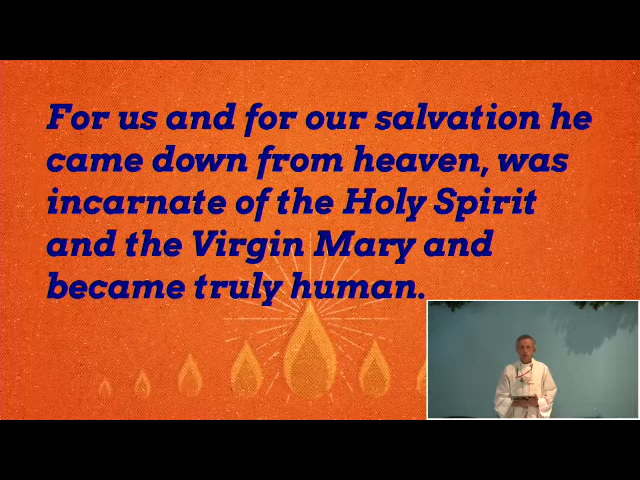 For us and for our salvation he
came down from heaven, was
incarnate of the Holy Spirit
and the Virgin Mary and
became truly human.